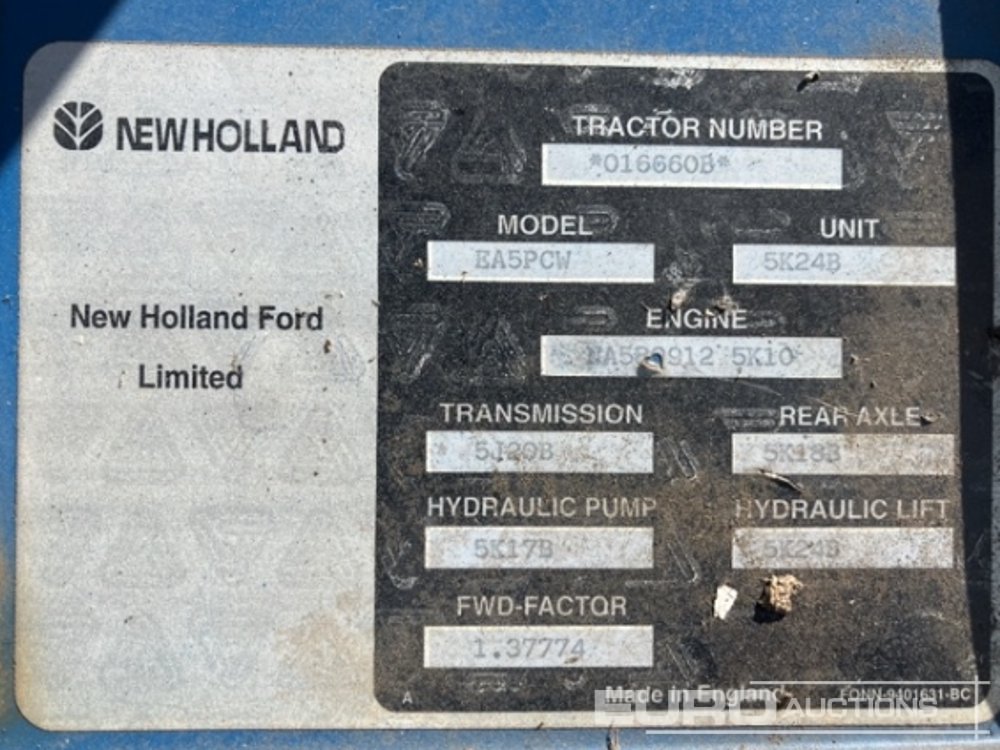 NEW HOLLAND
New Holland Ford
Limited
TRACTOR NUMBER
*016660B*
MODEL UNIT
EA5PCW 5K24B
ENGINE
5K10
TRANSMISSION REAR AXLE
5J20B 5K18B
HYDRAULIC PUMP HYDRAULIC LIFT
5K17B 5K24B
FWD-FACTOR
1.37774
A Made in England
EURO AUCTIONS